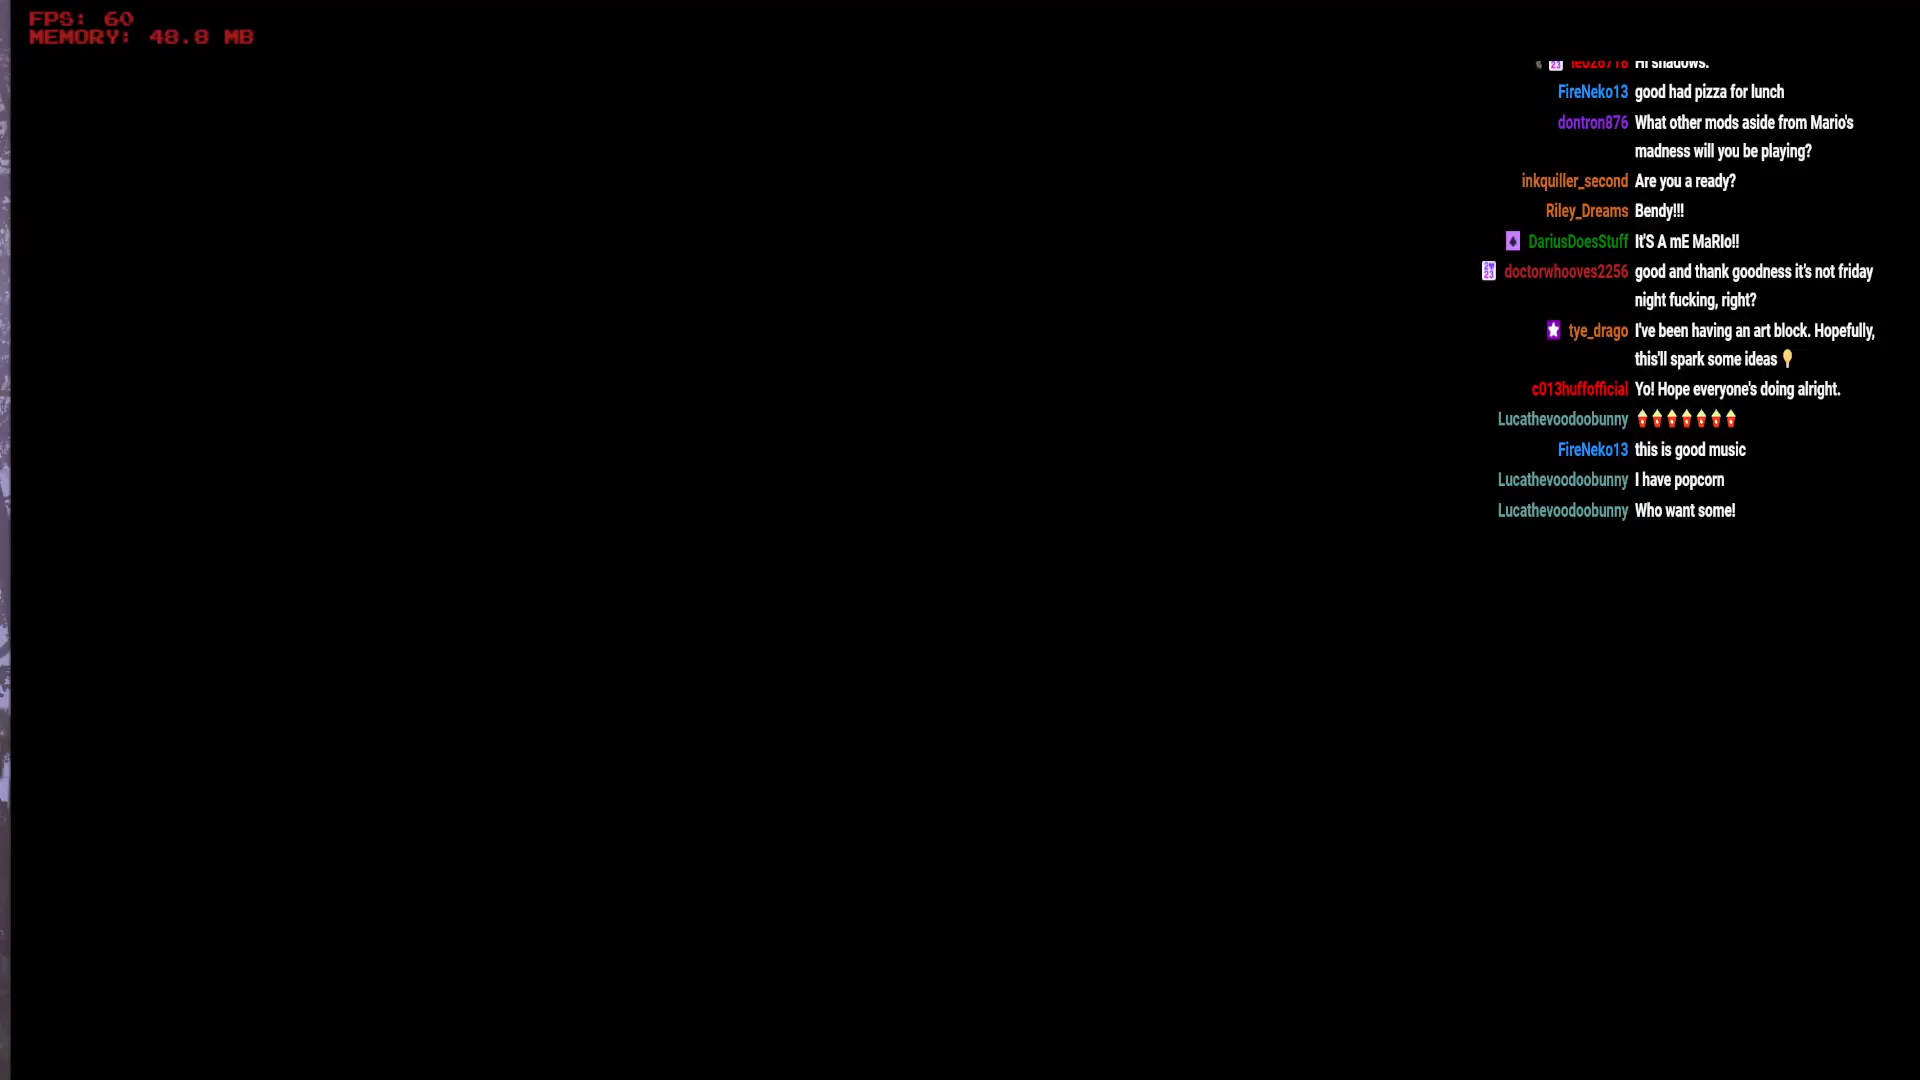 FPS: 60
MEMORY: 48.8 MB
leo26718 Hi shadows.
FireNeko13 good had pizza for lunch
dontron876 What other mods aside from Mario's
madness will you be playing?
inkquiller_second Are you a ready?
Riley_Dreams Bendy!!!
DariusDoesStuff It'S A mE MaRIo!!
doctorwhooves2256 good and thank goodness it's not friday
night fucking, right?
tye_drago I've been having an art block. Hopefully,
this'll spark some ideas
c013huffofficial Yo! Hope everyone's doing alright.
Lucathevoodoobunny
FireNeko13 this is good music
Lucathevoodoobunny I have popcorn
Lucathevoodoobunny Who want some!